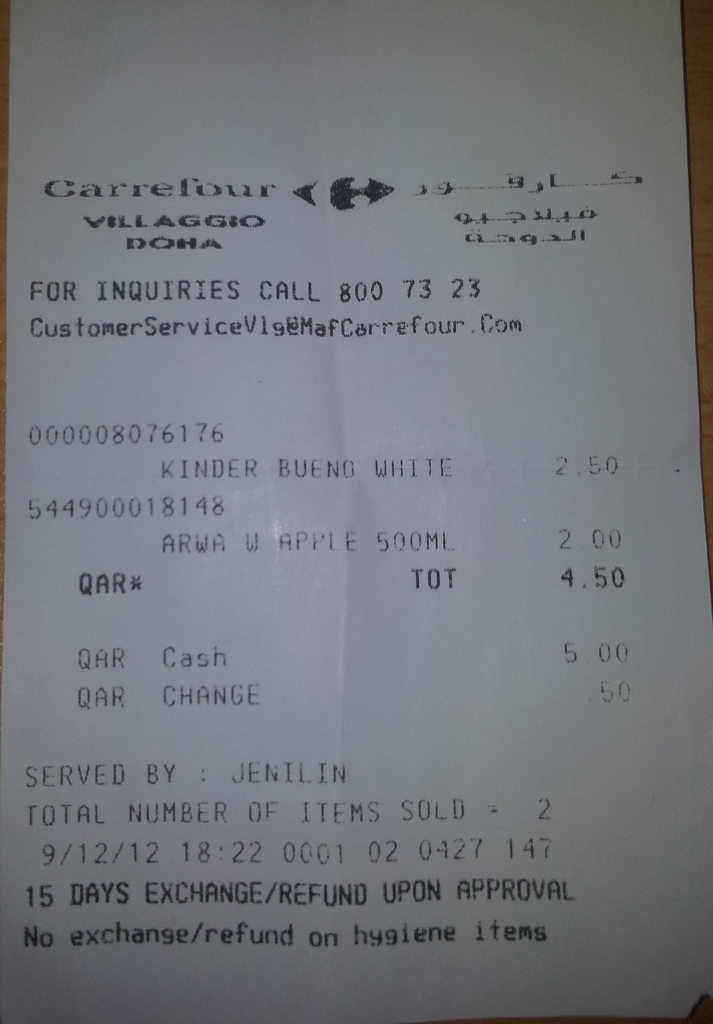 Carrefour كارفور
VILLAGGIO فيلاجيو
DOHA الدوحة
FOR INQUIRIES CALL 800 73 23
CustomerServiceVlg@MafCarrefour.Com
000008076176
KINDER BUENO WHITE 2.50
544900018148
ARWA W APPLE 500ML 2.00
QAR* TOT 4.50
QAR Cash 5.00
QAR CHANGE .50
SERVED BY : JENILIN
TOTAL NUMBER OF ITEMS SOLD = 2
9/12/12 18:22 0001 02 0427 147
15 DAYS EXCHANGE/REFUND UPON APPROVAL
No exchange/refund on hygiene items